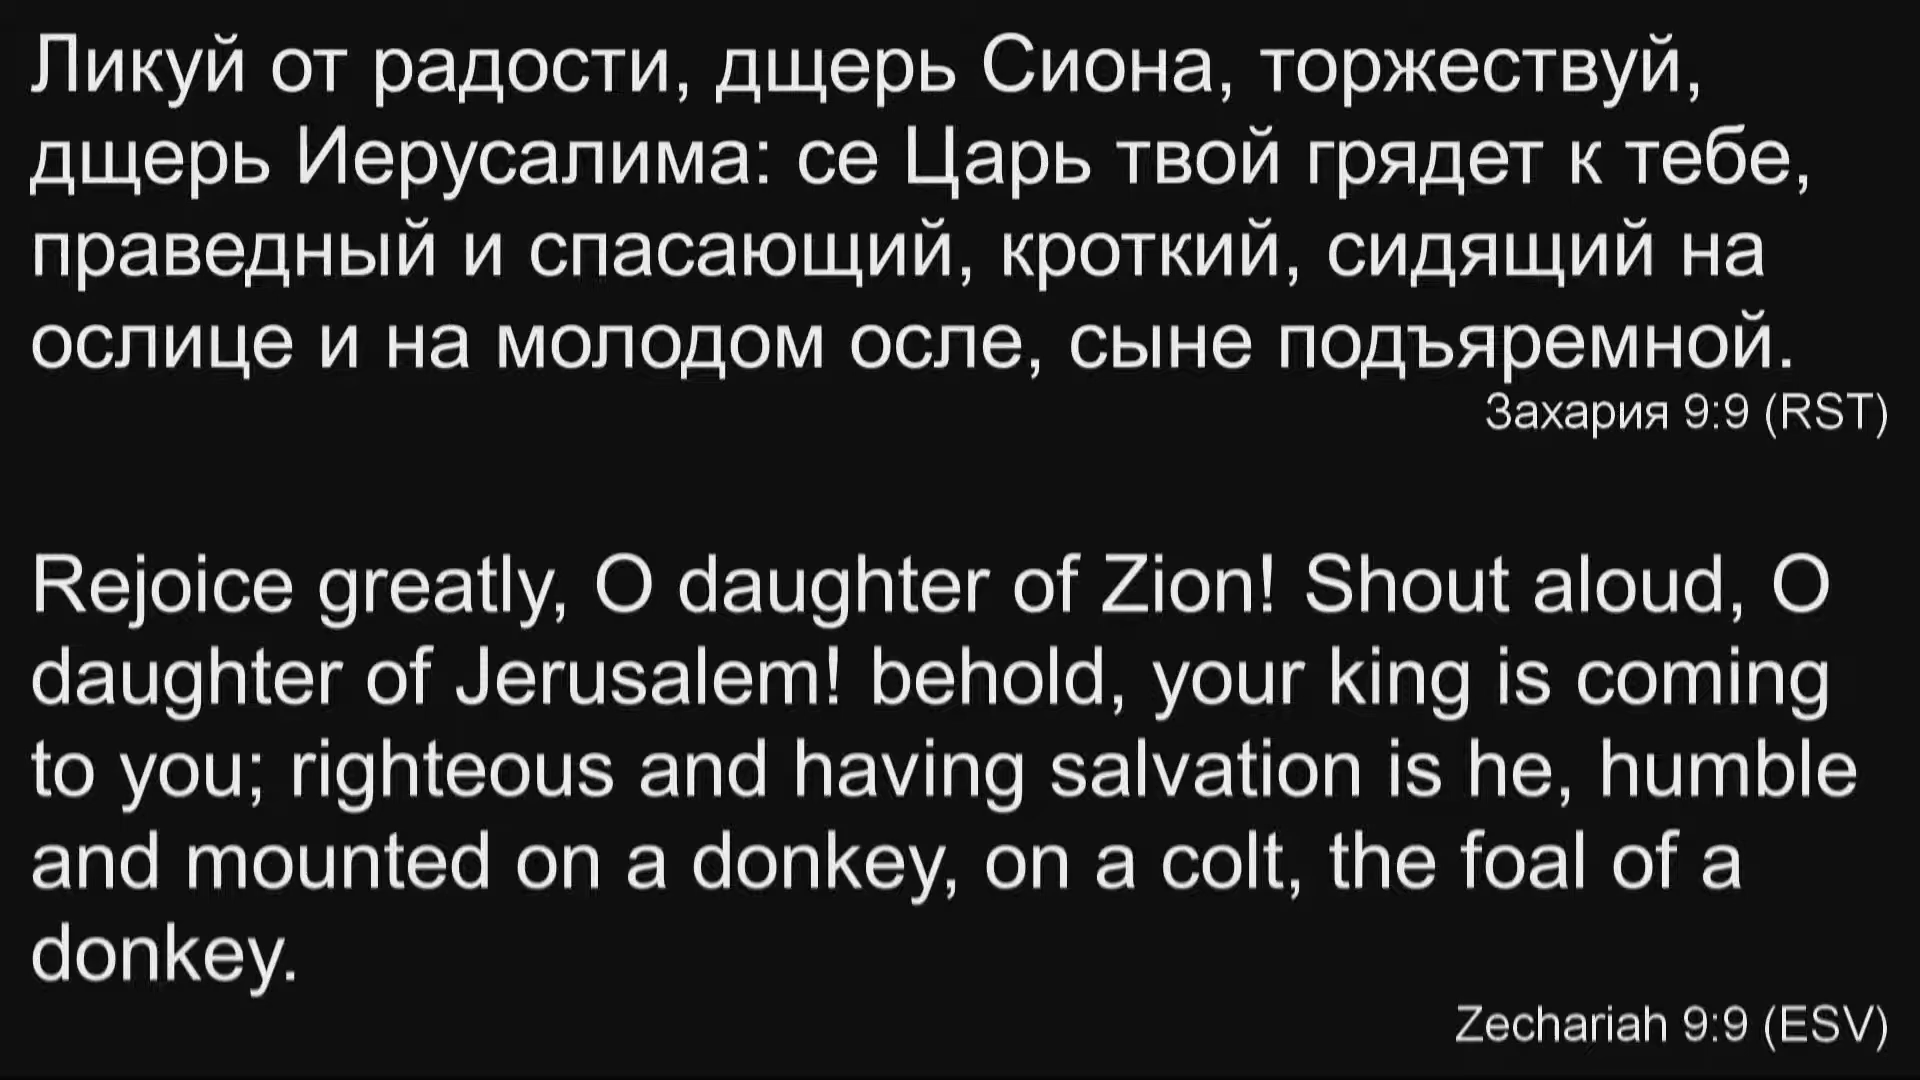 Ликуй от радости, дщерь Сиона, торжествуй,
дщерь Иерусалима: се Царь твой грядет к тебе,
праведный и спасающий, кроткий, сидящий на
ослице и на молодом осле, сыне подъяремной.
Захария 9:9 (RST)
Rejoice greatly, O daughter of Zion! Shout aloud, O
daughter of Jerusalem! behold, your king is coming
to you; righteous and having salvation is he, humble
and mounted on a donkey, on a colt, the foal of a
donkey.
Zechariah 9:9 (ESV)